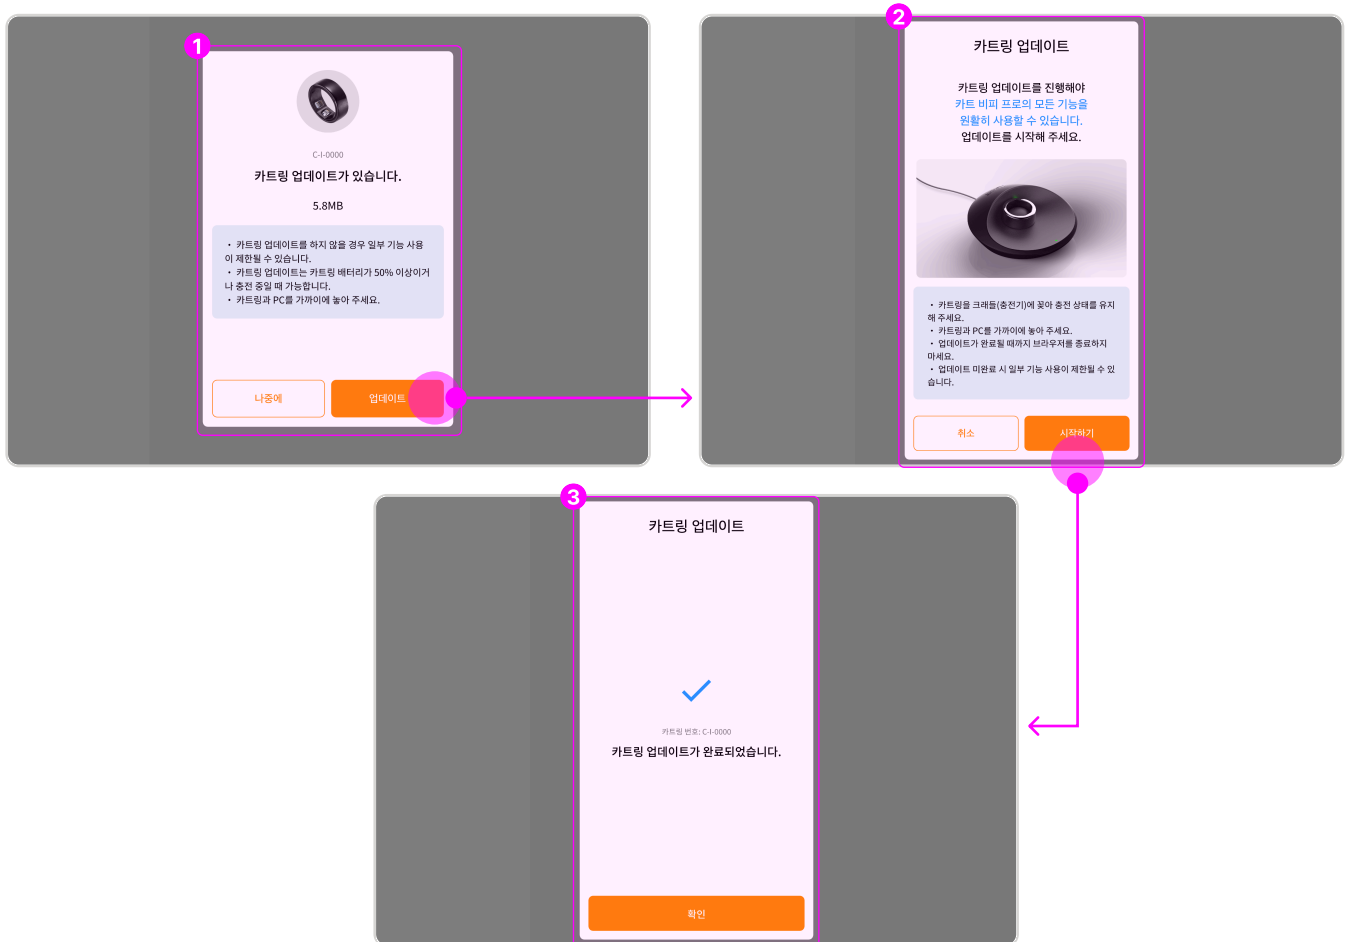 1
C-I-0000
카트링 업데이트가 있습니다.
5.8MB
• 카트링 업데이트를 하지 않을 경우 일부 기능 사용
이 제한될 수 있습니다.
• 카트링 업데이트는 카트링 배터리가 50% 이상이거
나 충전 중일 때 가능합니다.
• 카트링과 PC를 가까이에 놓아 주세요.
나중에
업데이트
2
카트링 업데이트
카트링 업데이트를 진행해야
카트 비피 프로의 모든 기능을
원활히 사용할 수 있습니다.
업데이트를 시작해 주세요.
• 카트링을 크래들(충전기)에 꽂아 충전 상태를 유지
해 주세요.
• 카트링과 PC를 가까이에 놓아 주세요.
• 업데이트가 완료될 때까지 브라우저를 종료하지
마세요.
• 업데이트 미완료 시 일부 기능 사용이 제한될 수 있
습니다.
취소
시작하기
3
카트링 업데이트
카트링 번호: C-I-0000
카트링 업데이트가 완료되었습니다.
확인